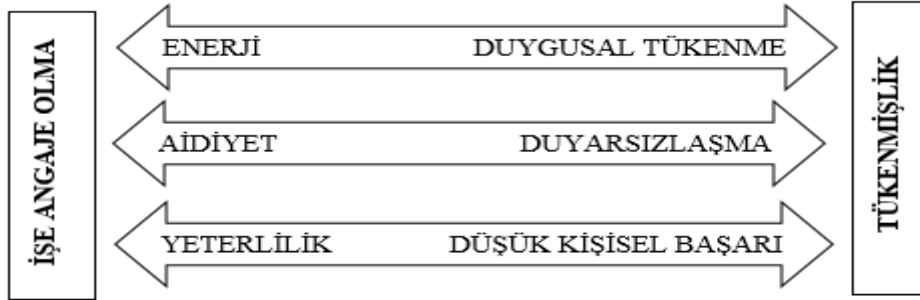 İŞE ANGAJE OLMA
ENERJİ DUYGUSAL TÜKENME
AİDİYET DUYARSIZLAŞMA
YETERLİLİK DÜŞÜK KİŞİSEL BAŞARI
TÜKENMİŞLİK